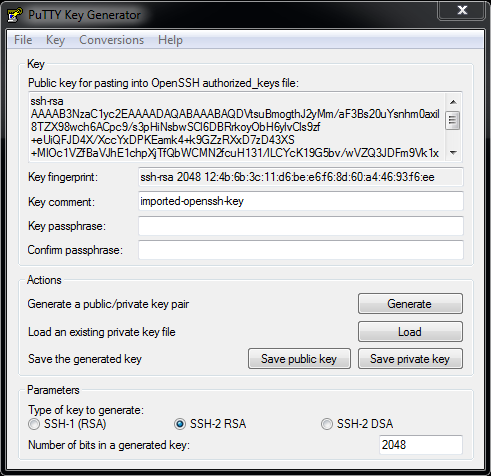 PuTTY Key Generator
File Key Conversions Help
Key
Public key for pasting into OpenSSH authorized_keys file:
ssh-rsa
AAAAB3NzaC1yc2EAAAADAQABAAABAQDVtsuBmogthJ2yMm/aF3Bs20uYsnhm0axil
8TZX98wch6ACpc9/s3pHiNsbwSCI6DBRrkoyObH6ylvCIs9zf
+eUiQFJD4X/XccYxDPKEamk4+k9GZzRXxD7zD43XS
+MIOc1VZfBaVJhE1chpXjTfQbWCMN2fcuH131/ILCYcK19G5bv/wVZQ3JDFm9Vk1x
Key fingerprint: ssh-rsa 2048 12:4b:6b:3c:11:d6:be:e6:f6:8d:60:a4:46:93:f6:ee
Key comment: imported-openssh-key
Key passphrase:
Confirm passphrase:
Actions
Generate a public/private key pair Generate
Load an existing private key file Load
Save the generated key Save public key Save private key
Parameters
Type of key to generate:
SSH-1 (RSA) SSH-2 RSA SSH-2 DSA
Number of bits in a generated key: 2048